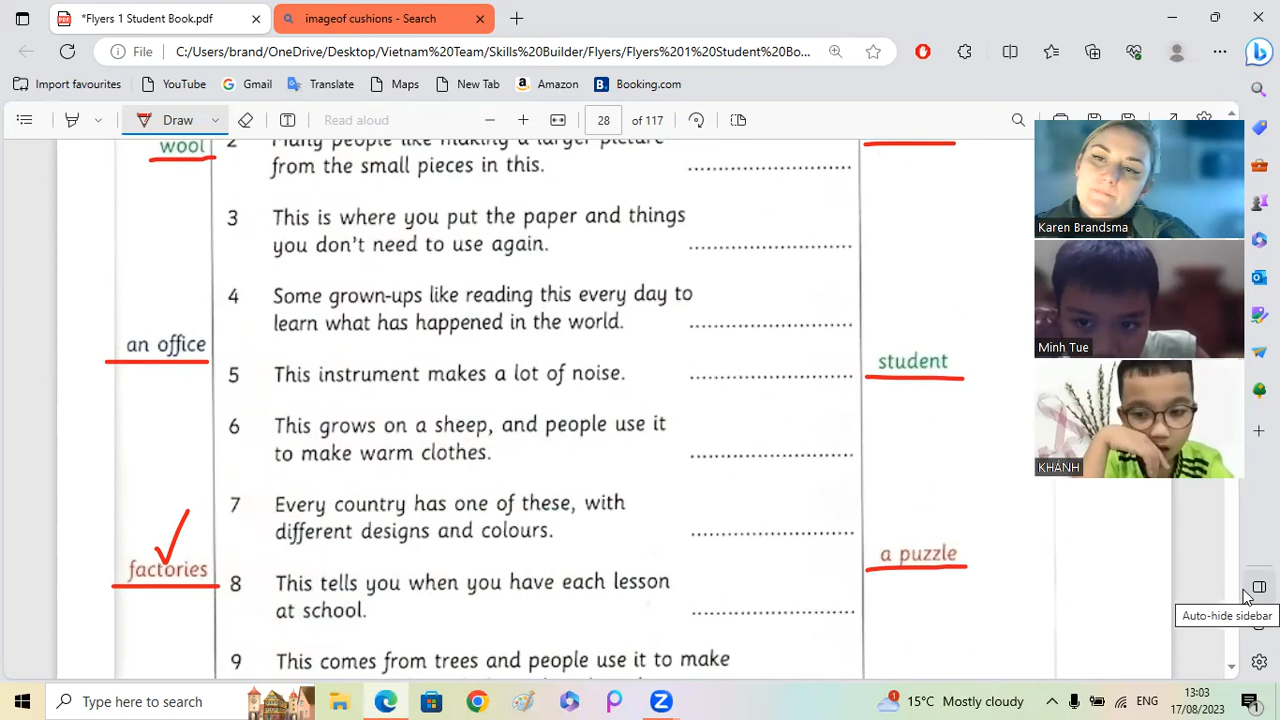 *Flyers 1 Student Book.pdf
imageof cushions - Search
File
C:/Users/brand/OneDrive/Desktop/Vietnam%20Team/Skills%20Builder/Flyers/Flyers%201%20Student%20Bo...
Import favourites
YouTube
Gmail
Translate
Maps
New Tab
Amazon
Booking.com
Draw
Read aloud
28 of 117
wool
2 Many people like making a larger picture
from the small pieces in this.
3 This is where you put the paper and things
you don't need to use again.
4 Some grown-ups like reading this every day to
learn what has happened in the world.
an office
5 This instrument makes a lot of noise.
student
6 This grows on a sheep, and people use it
to make warm clothes.
7 Every country has one of these, with
different designs and colours.
factories
a puzzle
8 This tells you when you have each lesson
at school.
9 This comes from trees and people use it to make
Karen Brandsma
Minh Tue
KHÁNH
Auto-hide sidebar
Type here to search
15°C Mostly cloudy
ENG
13:03
17/08/2023